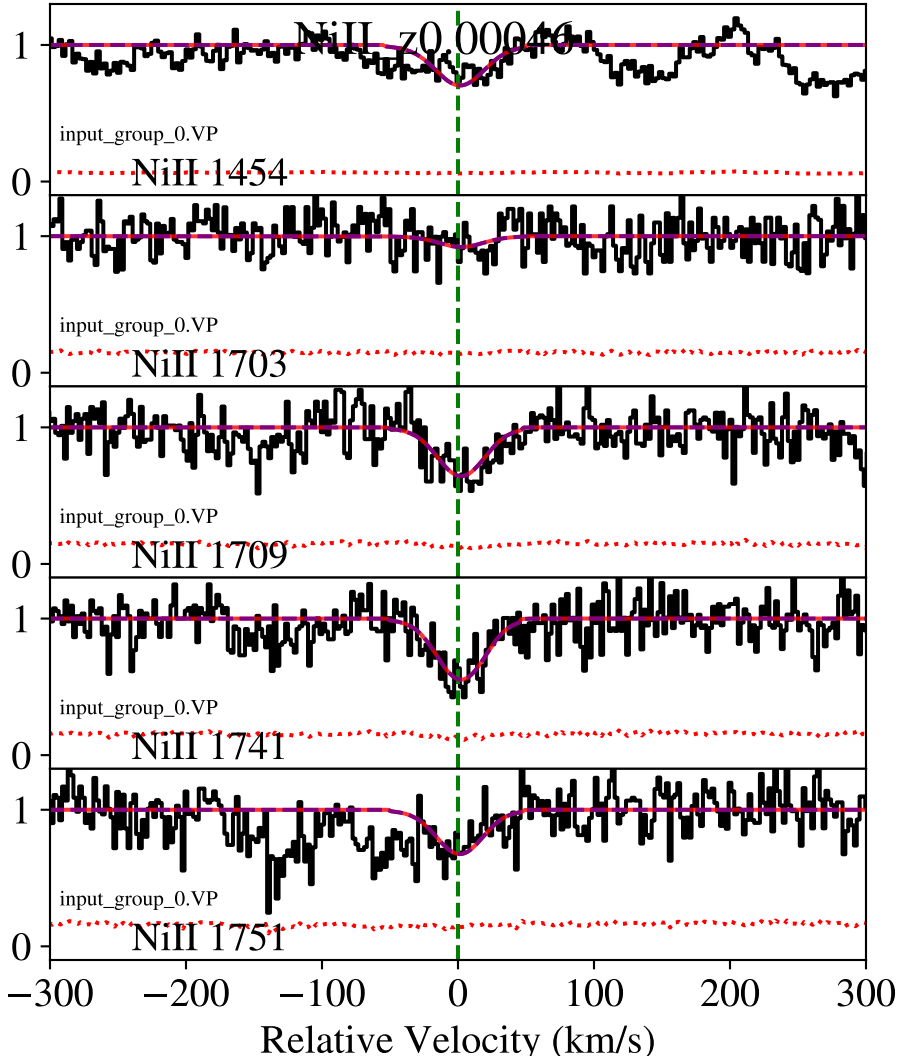 NiII_z0.00046
1
input_group_0.VP
NiII 1454
0
1
input_group_0.VP
NiII 1703
0
1
input_group_0.VP
NiII 1709
0
1
input_group_0.VP
NiII 1741
0
1
input_group_0.VP
NiII 1751
0
−300 −200 −100 0 100 200 300
Relative Velocity (km/s)